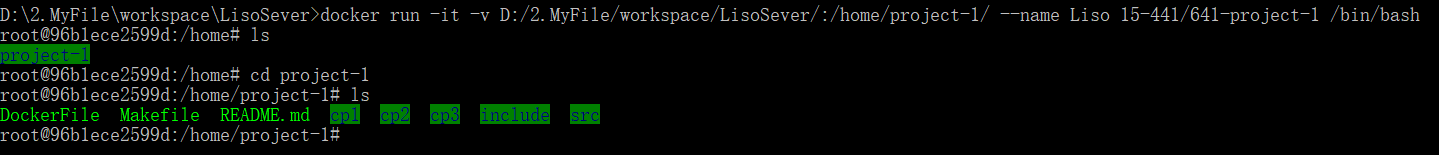 D:\2.MyFile\workspace\LisoSever>docker run -it -v D:/2.MyFile/workspace/LisoSever/:/home/project-1/ --name Liso 15-441/641-project-1 /bin/bash
root@96b1ece2599d:/home# ls
project-1
root@96b1ece2599d:/home# cd project-1
root@96b1ece2599d:/home/project-1# ls
DockerFile  Makefile  README.md  cp1  cp2  cp3  include  src
root@96b1ece2599d:/home/project-1#